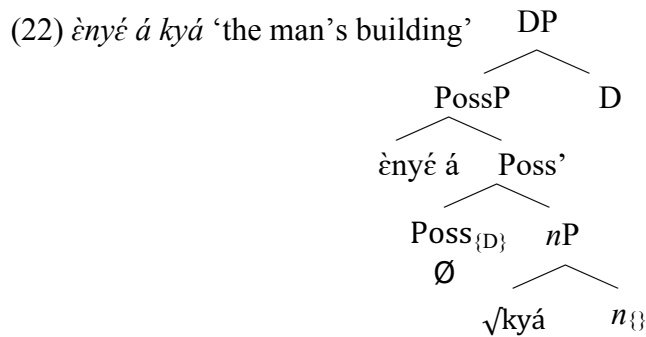 (22) ɛ̀nyɛ́ á kyá ‘the man’s building’ DP
PossP D
ɛ̀nyɛ́ á Poss’
Poss{D} nP
Ø
√kyá n{}